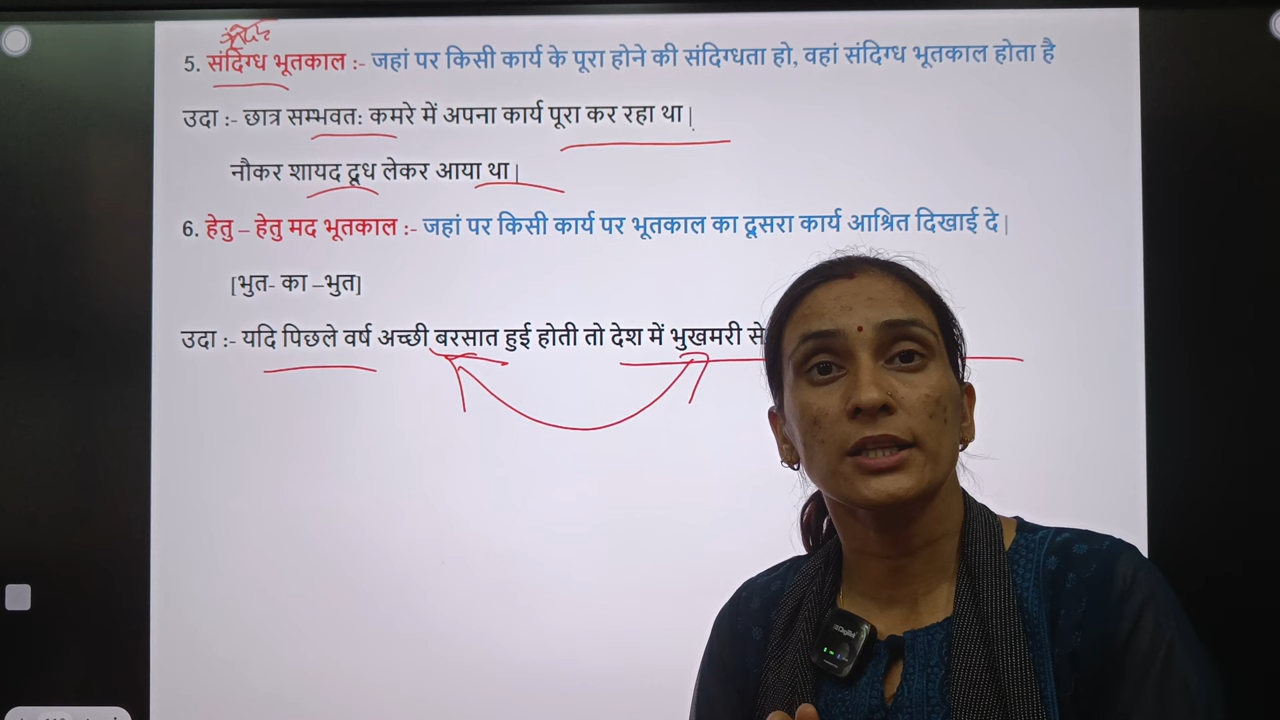 5. संदिग्ध भूतकाल :- जहां पर किसी कार्य के पूरा होने की संदिग्धता हो, वहां संदिग्ध भूतकाल होता है
उदा :- छात्र सम्भवत: कमरे में अपना कार्य पूरा कर रहा था |
नौकर शायद दूध लेकर आया था |
6. हेतु – हेतु मद भूतकाल :- जहां पर किसी कार्य पर भूतकाल का दूसरा कार्य आश्रित दिखाई दे |
[भुत- का –भुत]
उदा :- यदि पिछले वर्ष अच्छी बरसात हुई होती तो देश में भुखमरी से